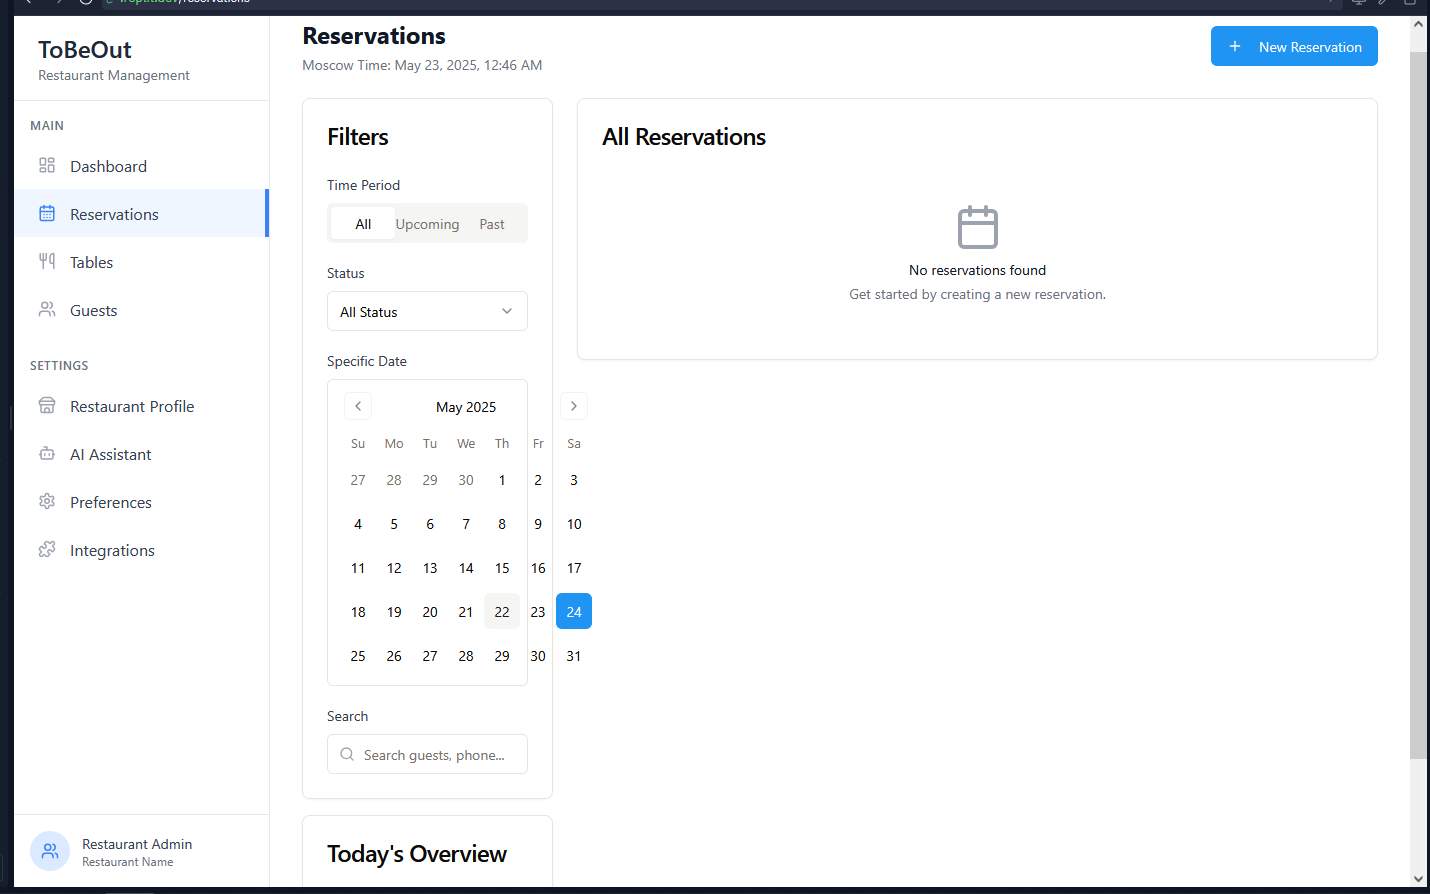 ToBeOut
Restaurant Management
MAIN
Dashboard
Reservations
Tables
Guests
SETTINGS
Restaurant Profile
AI Assistant
Preferences
Integrations
Restaurant Admin
Restaurant Name
Reservations
Moscow Time: May 23, 2025, 12:46 AM
New Reservation
Filters
Time Period
All Upcoming Past
Status
All Status
Specific Date
May 2025
Su Mo Tu We Th Fr Sa
27 28 29 30 1 2 3
4 5 6 7 8 9 10
11 12 13 14 15 16 17
18 19 20 21 22 23 24
25 26 27 28 29 30 31
Search
Search guests, phone...
Today's Overview
All Reservations
No reservations found
Get started by creating a new reservation.